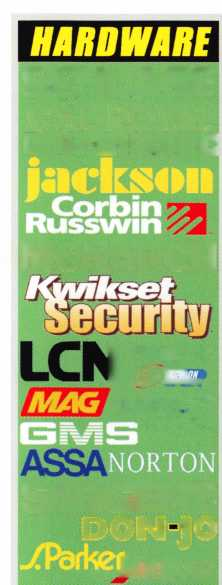 HARDWARE
jackson
Corbin
Russwin
Kwikset
Security
LCN
MAG
GMS
ASSA NORTON
DON-JO
J.Parker